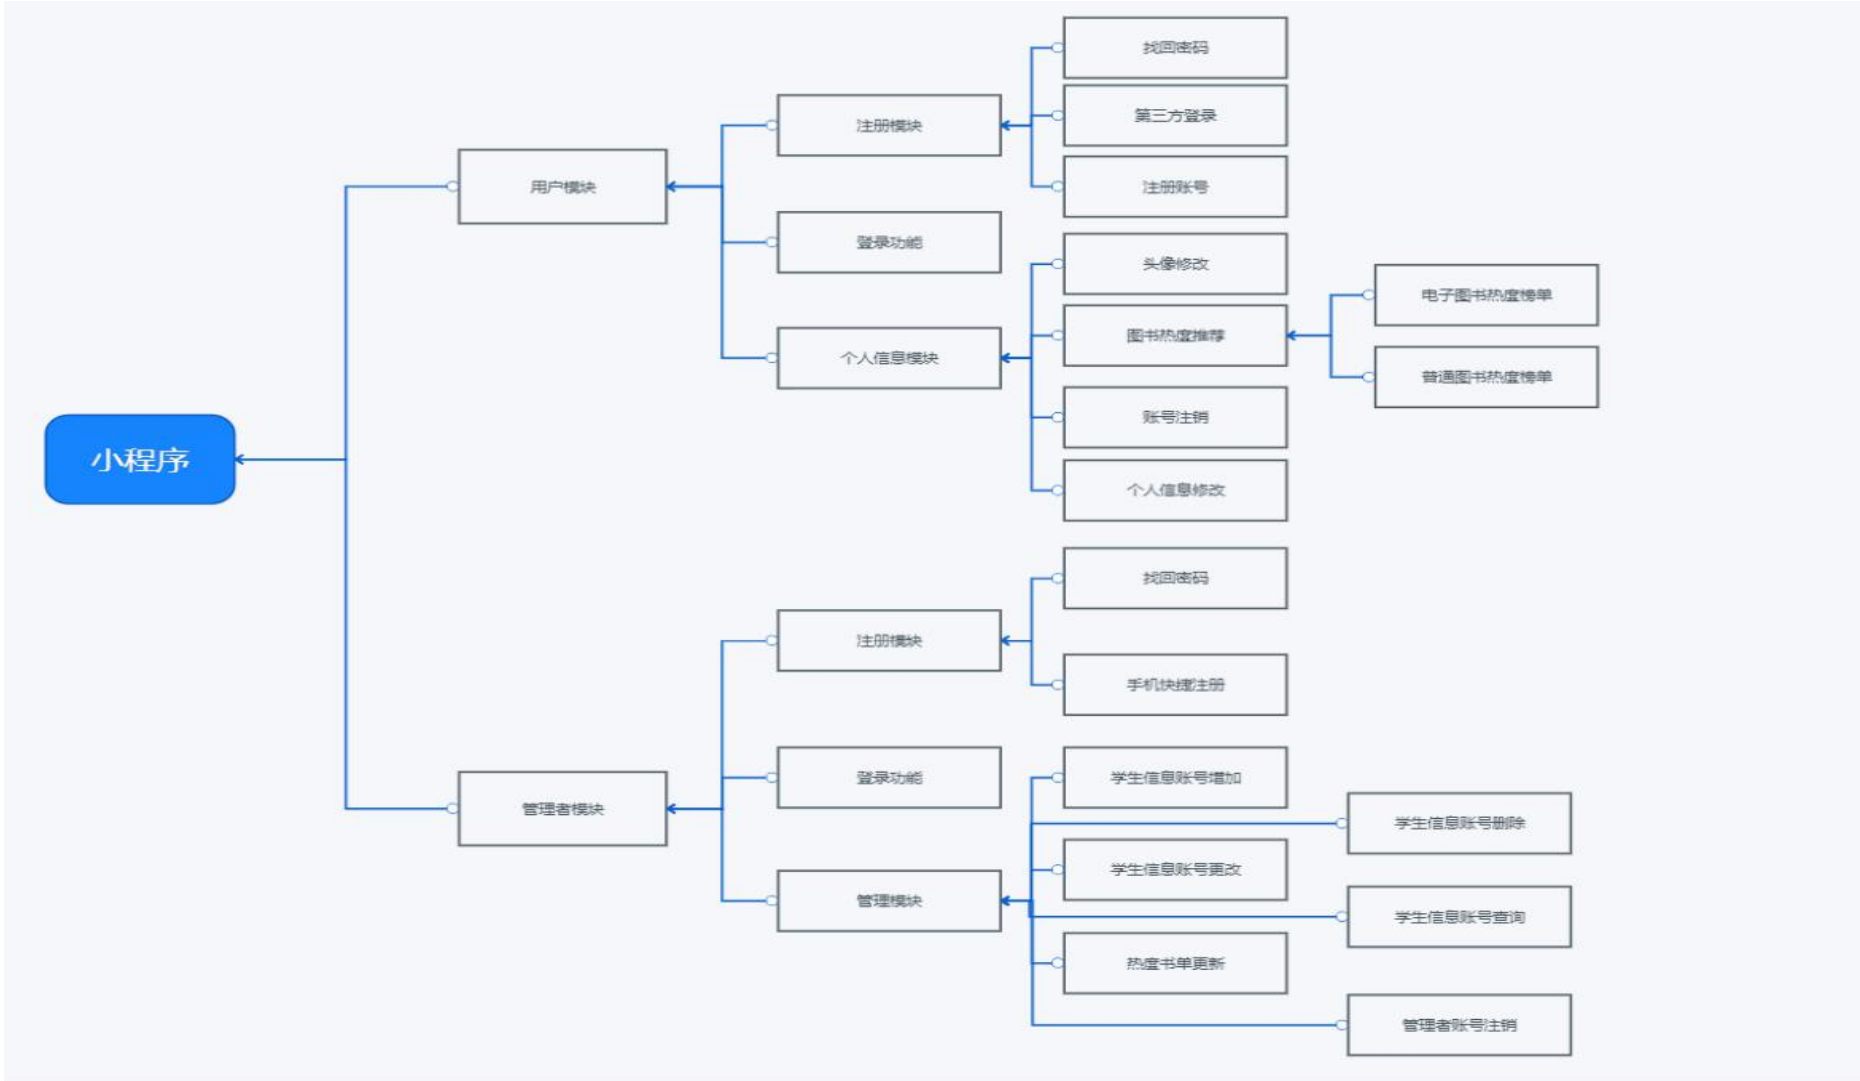 小程序
用户模块
注册模块
找回密码
第三方登录
注册账号
登录功能
个人信息模块
头像修改
图书热度推荐
电子图书热度榜单
普通图书热度榜单
账号注销
个人信息修改
管理者模块
注册模块
找回密码
手机快捷注册
登录功能
管理模块
学生信息账号增加
学生信息账号删除
学生信息账号更改
学生信息账号查询
热度书单更新
管理者账号注销